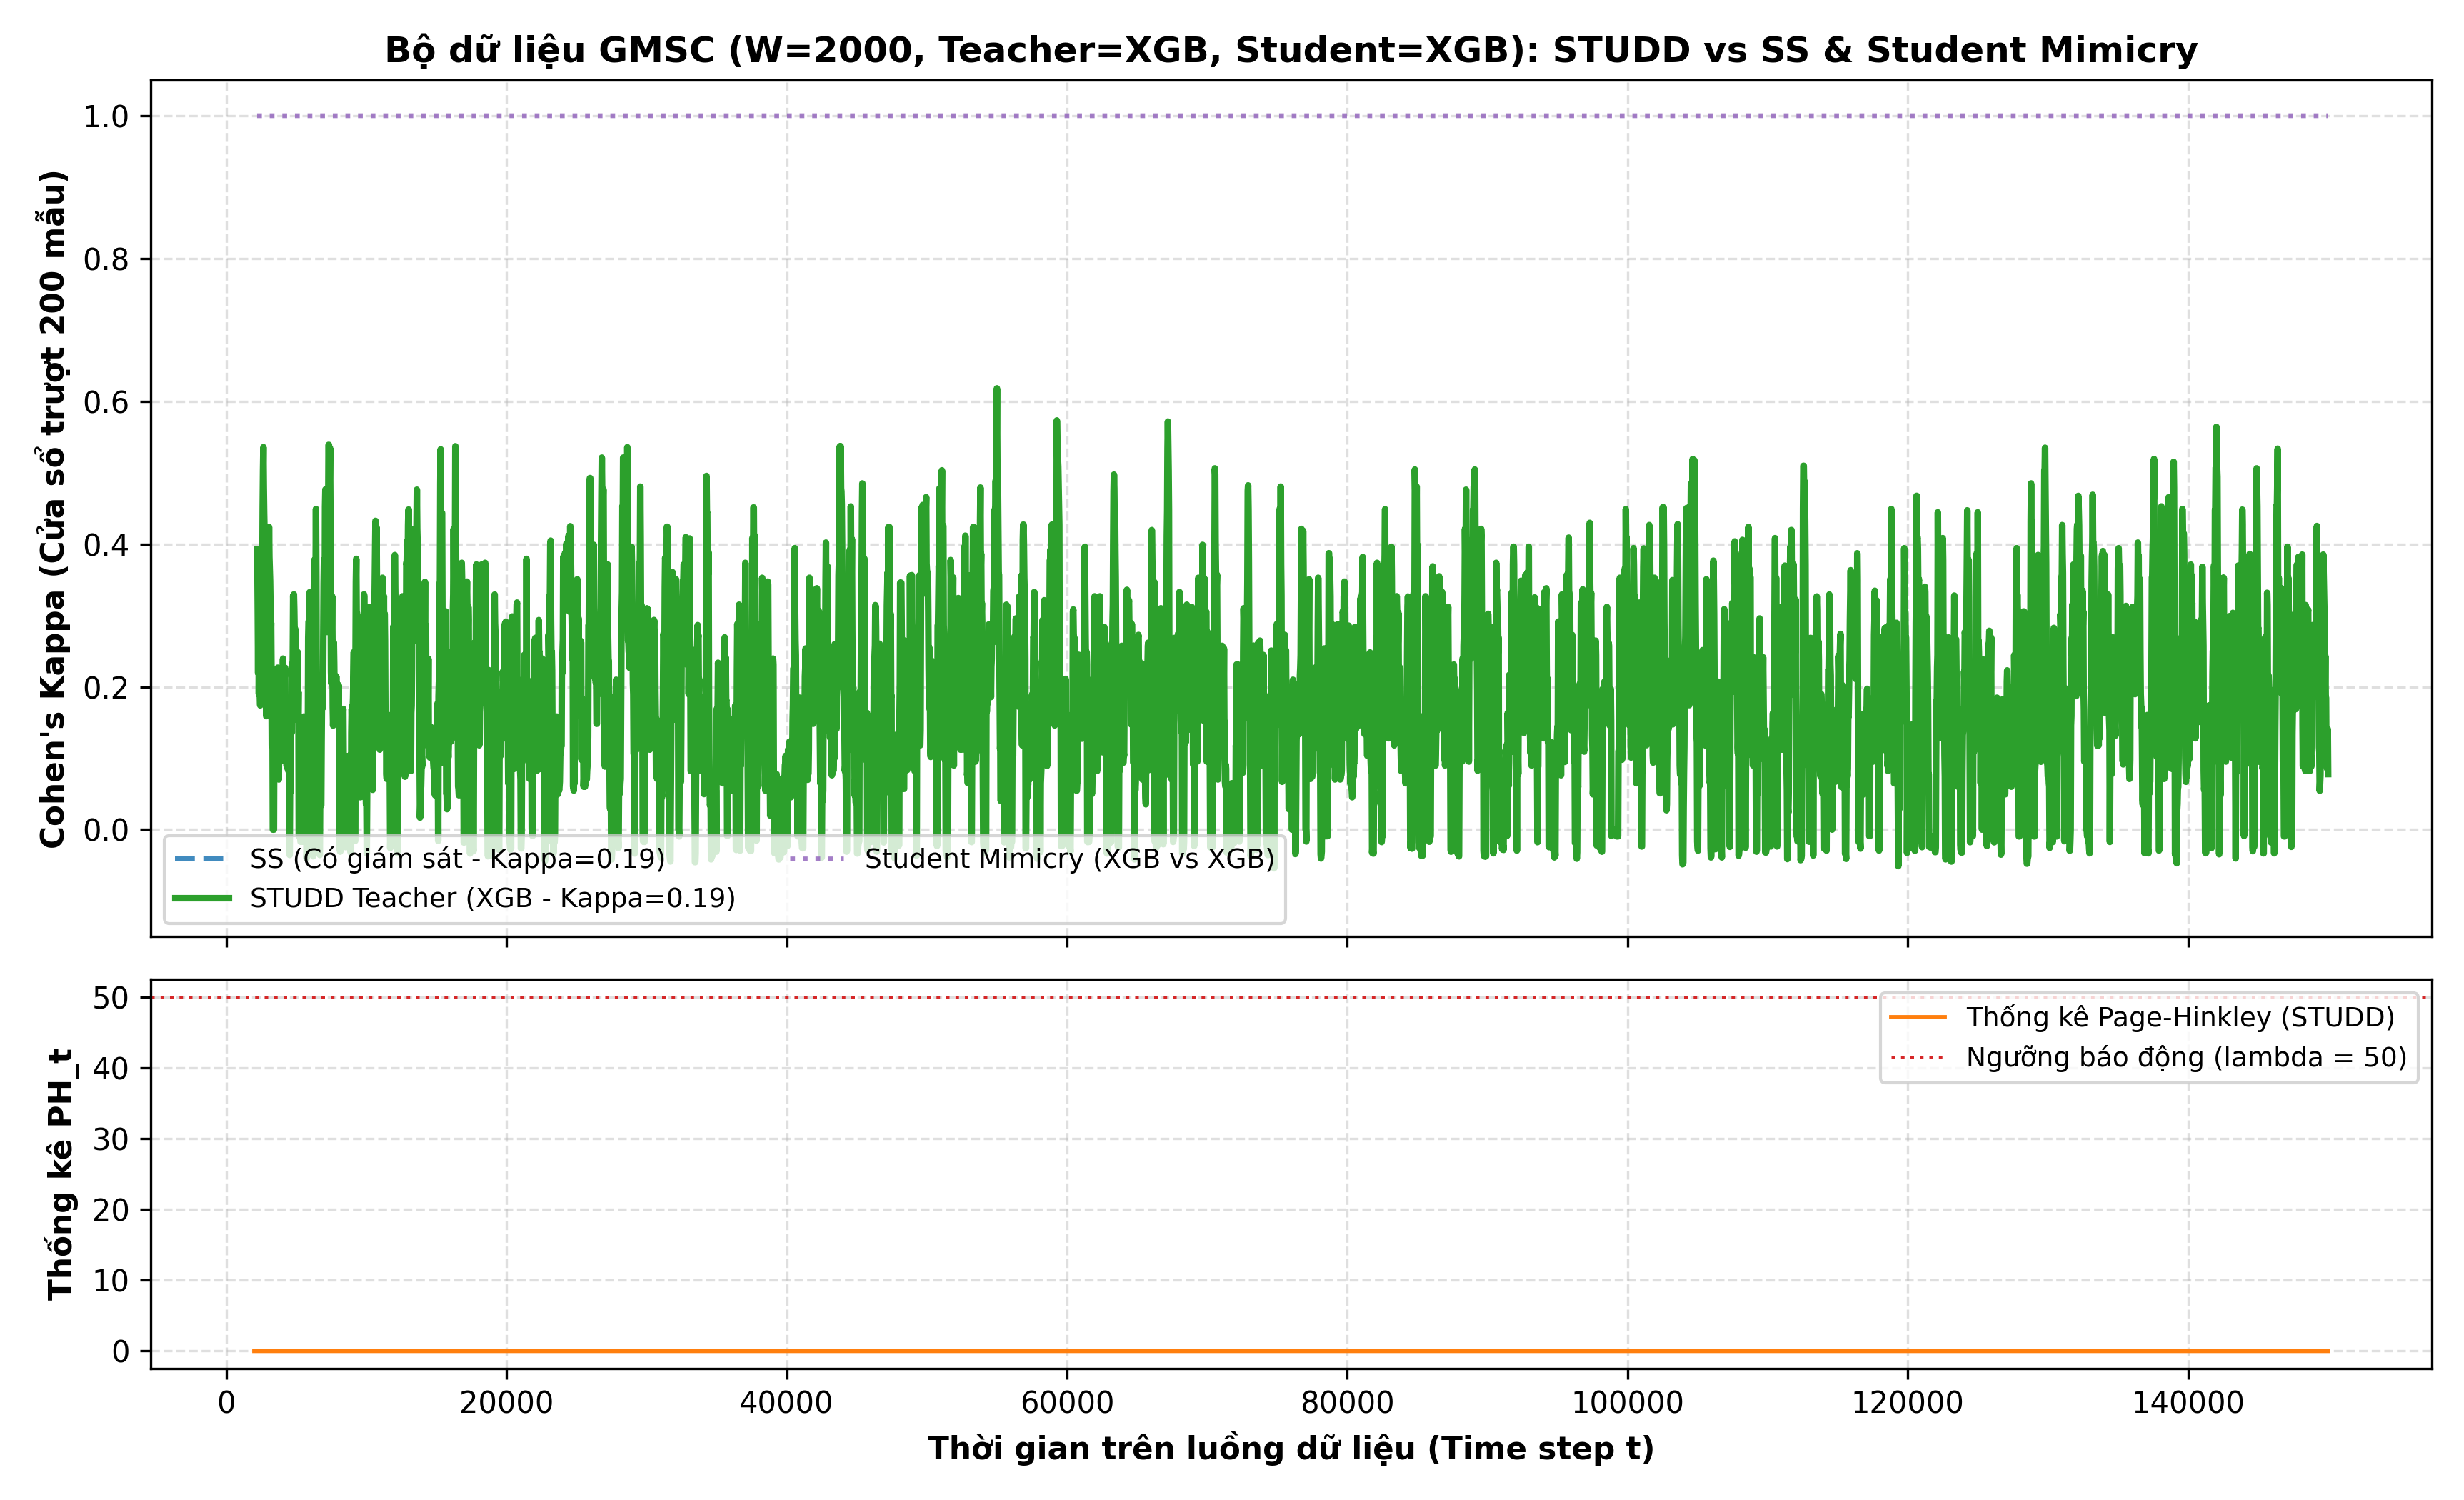 Bộ dữ liệu GMSC (W=2000, Teacher=XGB, Student=XGB): STUDD vs SS & Student Mimicry
Cohen's Kappa (Cửa sổ trượt 200 mẫu)
1.0
0.8
0.6
0.4
0.2
0.0
SS (Có giám sát - Kappa=0.19)
STUDD Teacher (XGB - Kappa=0.19)
Student Mimicry (XGB vs XGB)
Thống kê PH_t
50
40
30
20
10
0
Thống kê Page-Hinkley (STUDD)
Ngưỡng báo động (lambda = 50)
0 20000 40000 60000 80000 100000 120000 140000
Thời gian trên luồng dữ liệu (Time step t)